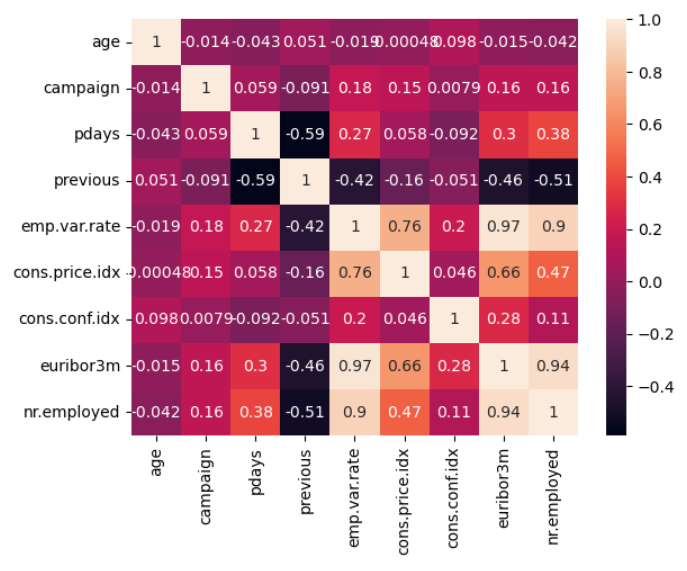 age 1 -0.014 -0.043 0.051 -0.019 0.00048 0.098 -0.015 -0.042
campaign -0.014 1 0.059 -0.091 0.18 0.15 0.0079 0.16 0.16
pdays -0.043 0.059 1 -0.59 0.27 0.058 -0.092 0.3 0.38
previous 0.051 -0.091 -0.59 1 -0.42 -0.16 -0.051 -0.46 -0.51
emp.var.rate -0.019 0.18 0.27 -0.42 1 0.76 0.2 0.97 0.9
cons.price.idx 0.00048 0.15 0.058 -0.16 0.76 1 0.046 0.66 0.47
cons.conf.idx 0.098 0.0079 -0.092 -0.051 0.2 0.046 1 0.28 0.11
euribor3m -0.015 0.16 0.3 -0.46 0.97 0.66 0.28 1 0.94
nr.employed -0.042 0.16 0.38 -0.51 0.9 0.47 0.11 0.94 1
age
campaign
pdays
previous
emp.var.rate
cons.price.idx
cons.conf.idx
euribor3m
nr.employed
1.0
0.8
0.6
0.4
0.2
0.0
−0.2
−0.4